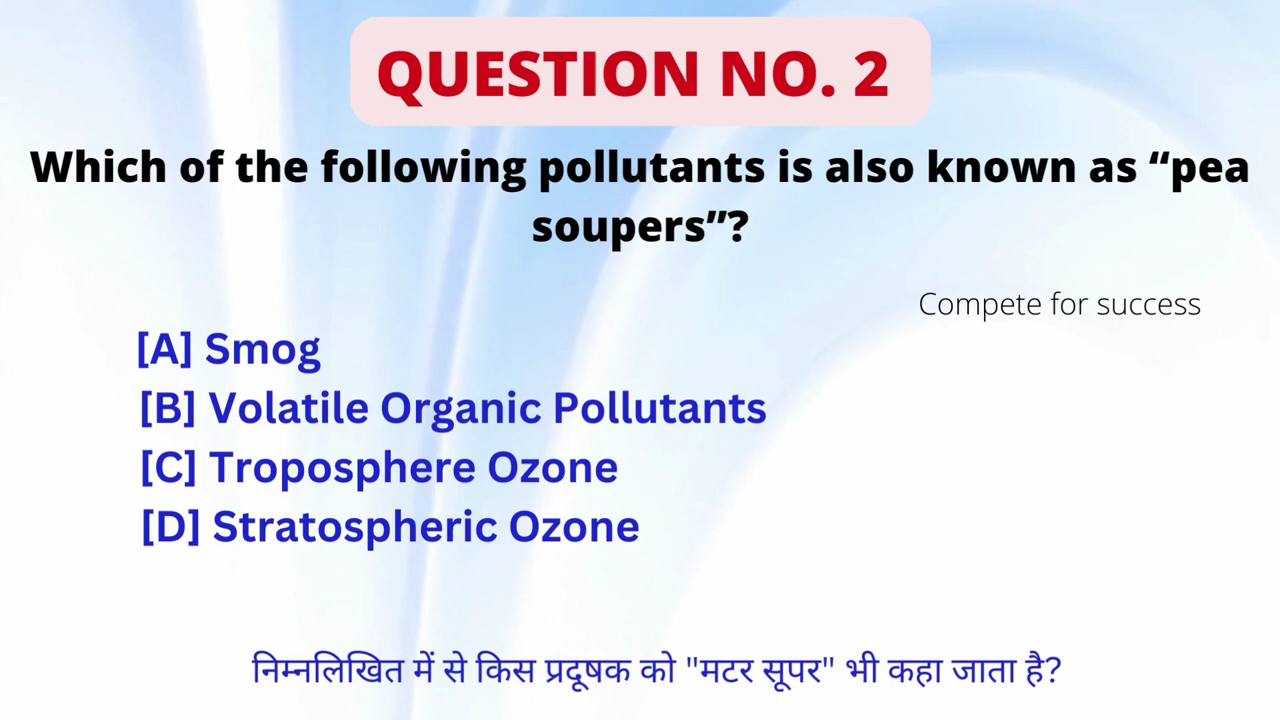 QUESTION NO. 2
Which of the following pollutants is also known as “pea
soupers”?
Compete for success
[A] Smog
[B] Volatile Organic Pollutants
[C] Troposphere Ozone
[D] Stratospheric Ozone
निम्नलिखित में से किस प्रदूषक को "मटर सूपर" भी कहा जाता है?